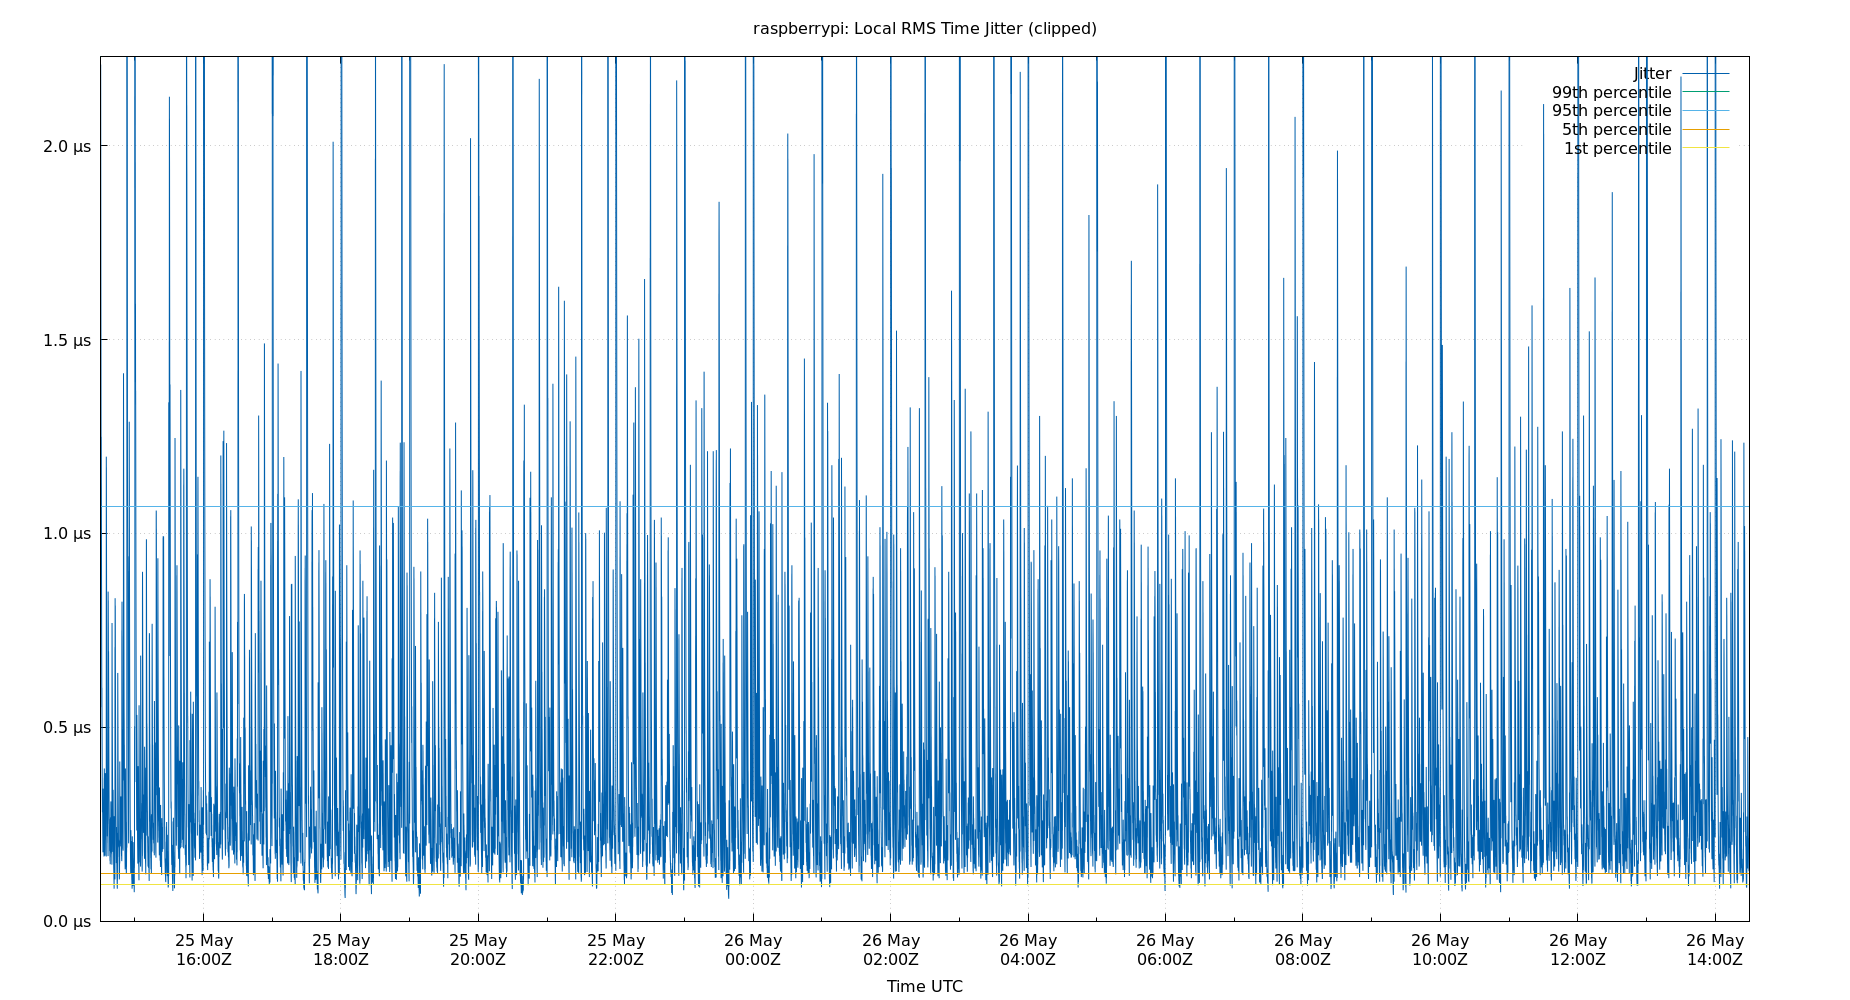 raspberrypi: Local RMS Time Jitter (clipped)
Jitter
99th percentile
95th percentile
5th percentile
1st percentile
2.0 µs
1.5 µs
1.0 µs
0.5 µs
0.0 µs
25 May 25 May 25 May 25 May 26 May 26 May 26 May 26 May 26 May 26 May 26 May 26 May
16:00Z 18:00Z 20:00Z 22:00Z 00:00Z 02:00Z 04:00Z 06:00Z 08:00Z 10:00Z 12:00Z 14:00Z
Time UTC